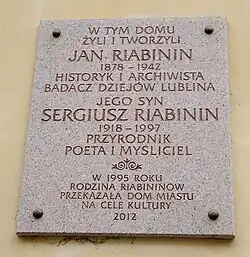 W TYM DOMU
ŻYLI I TWORZYLI
JAN RIABININ
1878 - 1942
HISTORYK I ARCHIWISTA
BADACZ DZIEJÓW LUBLINA
JEGO SYN
SERGIUSZ RIABININ
1918 - 1997
PRZYRODNIK
POETA I MYŚLICIEL
W 1995 ROKU
RODZINA RIABININÓW
PRZEKAZAŁA DOM MIASTU
NA CELE KULTURY
2012